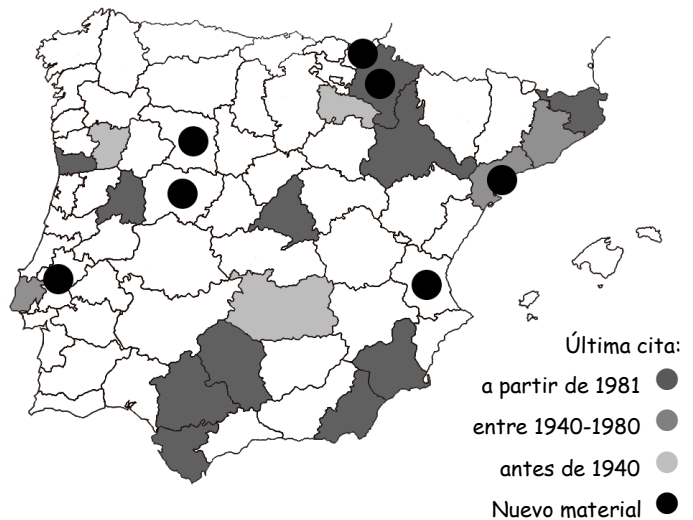 Última cita:
a partir de 1981
entre 1940-1980
antes de 1940
Nuevo material